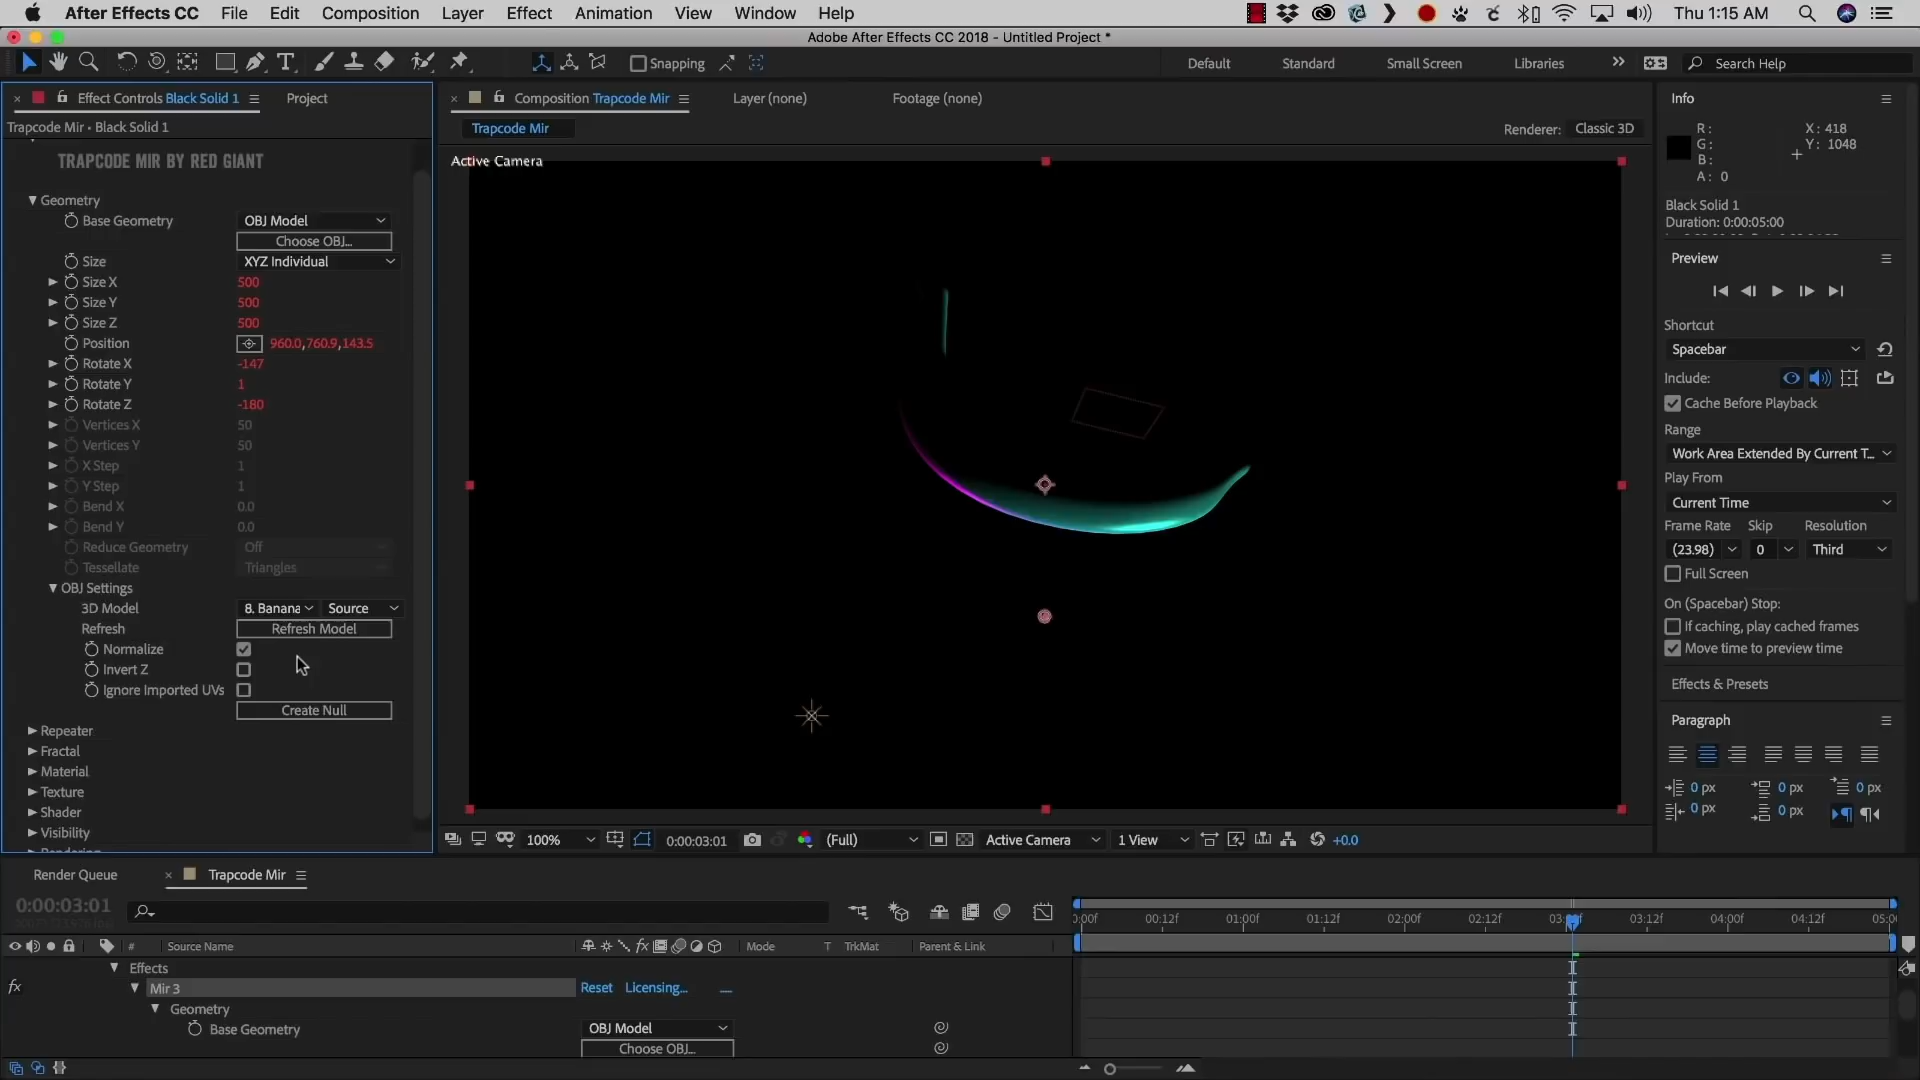 After Effects CC File Edit Composition Layer Effect Animation View Window Help Thu 1:15 AM
Adobe After Effects CC 2018 - Untitled Project *
Snapping Default Standard Small Screen Libraries Search Help
Effect Controls Black Solid 1 Project
Trapcode Mir • Black Solid 1
TRAPCODE MIR BY RED GIANT
Geometry
Base Geometry OBJ Model
Choose OBJ...
Size XYZ Individual
Size X 500
Size Y 500
Size Z 500
Position 960.0,760.9,143.5
Rotate X -147
Rotate Y 1
Rotate Z -180
Vertices X 50
Vertices Y 50
X Step 1
Y Step 1
Bend X 0.0
Bend Y 0.0
Reduce Geometry Off
Tessellate Triangles
OBJ Settings
3D Model 8. Banana Source
Refresh Refresh Model
Normalize
Invert Z
Ignore Imported UVs
Create Null
Repeater
Fractal
Material
Texture
Shader
Visibility
Composition Trapcode Mir Layer (none) Footage (none)
Trapcode Mir Renderer: Classic 3D
Active Camera
100% 0:00:03:01 (Full) Active Camera 1 View +0.0
Info
R: X: 418
G: Y: 1048
B:
A: 0
Black Solid 1
Duration: 0:00:05:00
Preview
Shortcut
Spacebar
Include:
Cache Before Playback
Range
Work Area Extended By Current T...
Play From
Current Time
Frame Rate Skip Resolution
(23.98) 0 Third
Full Screen
On (Spacebar) Stop:
If caching, play cached frames
Move time to preview time
Effects & Presets
Paragraph
0 px 0 px 0 px
0 px 0 px
Render Queue Trapcode Mir
0:00:03:01
:00f 00:12f 01:00f 01:12f 02:00f 02:12f 03:12f 04:00f 04:12f 05:0
# Source Name Mode T TrkMat Parent & Link
Effects
fx Mir 3 Reset Licensing...
Geometry
Base Geometry OBJ Model
Choose OBJ...